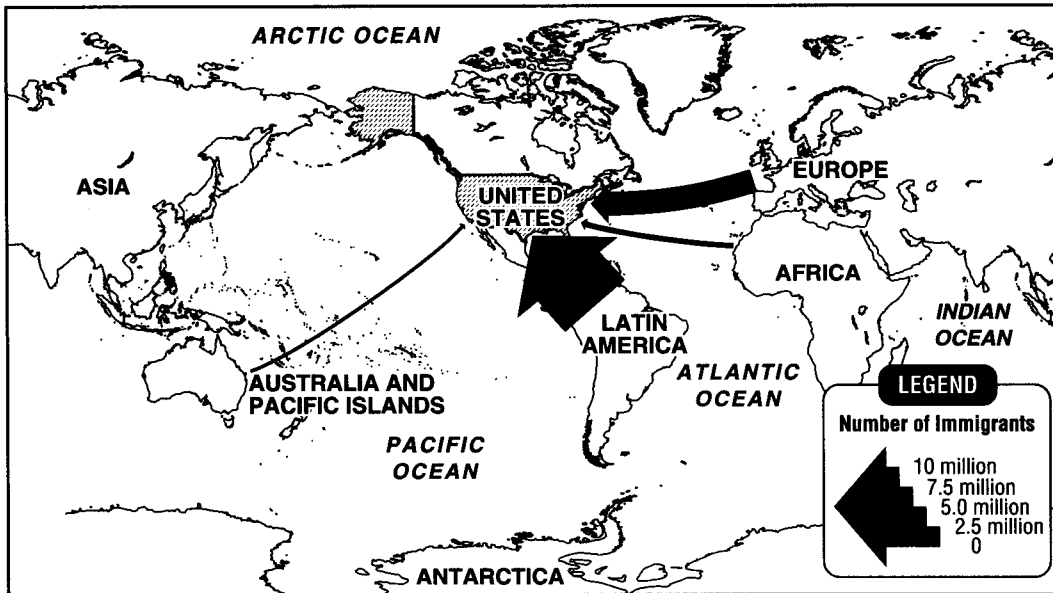 ARCTIC OCEAN
ASIA
UNITED
STATES
EUROPE
AFRICA
INDIAN
OCEAN
LATIN
AMERICA
AUSTRALIA AND
PACIFIC ISLANDS
ATLANTIC
OCEAN
PACIFIC
OCEAN
ANTARCTICA
LEGEND
Number of Immigrants
10 million
7.5 million
5.0 million
2.5 million
0